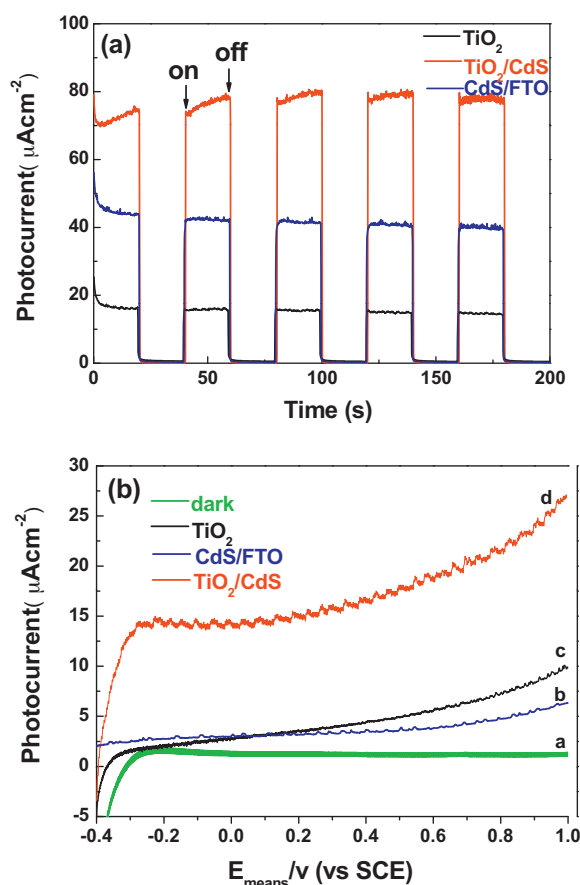 (a)
TiO₂
TiO₂/CdS
CdS/FTO
on
off
Photocurrent( μAcm⁻²)
100
80
60
40
20
0
0 50 100 150 200
Time (s)
(b)
dark
TiO₂
CdS/FTO
TiO₂/CdS
d
c
b
a
Photocurrent( μAcm⁻²)
30
25
20
15
10
5
0
-5
-0.4 -0.2 0.0 0.2 0.4 0.6 0.8 1.0
E_means/v (vs SCE)